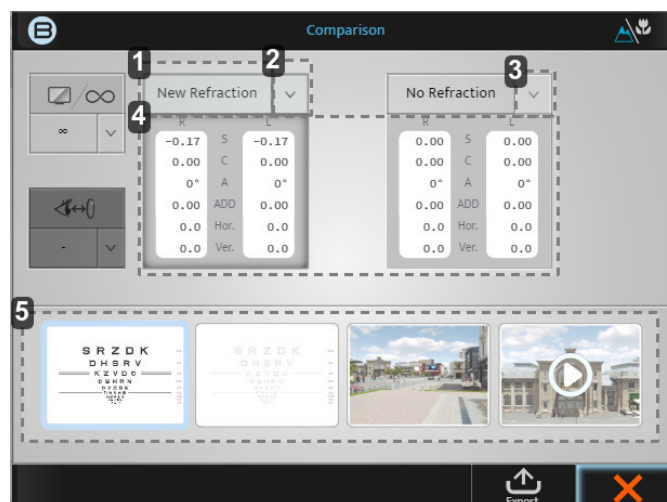 B Comparison
1 2 3
New Refraction No Refraction
4
∞
∞
R L R L
-0.17 S -0.17 0.00 S 0.00
0.00 C 0.00 0.00 C 0.00
0° A 0° 0° A 0°
0.00 ADD 0.00 0.00 ADD 0.00
0.0 Hor. 0.0 0.0 Hor. 0.0
0.0 Ver. 0.0 0.0 Ver. 0.0
-
5
S R Z D K S R Z D K
D H S R V D H S R V
K Z V D C K Z V D C
Export